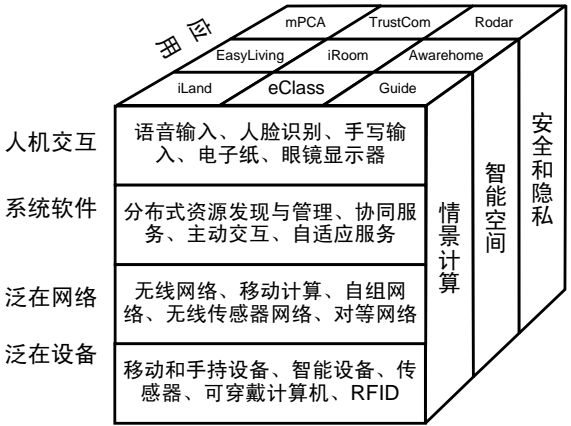 应用
mPCA
TrustCom
Rodar
EasyLiving
iRoom
Awarehome
iLand
eClass
Guide
人机交互
语音输入、人脸识别、手写输
入、电子纸、眼镜显示器
系统软件
分布式资源发现与管理、协同服
务、主动交互、自适应服务
泛在网络
无线网络、移动计算、自组网
络、无线传感器网络、对等网络
泛在设备
移动和手持设备、智能设备、传
感器、可穿戴计算机、RFID
情景计算
智能空间
安全和隐私